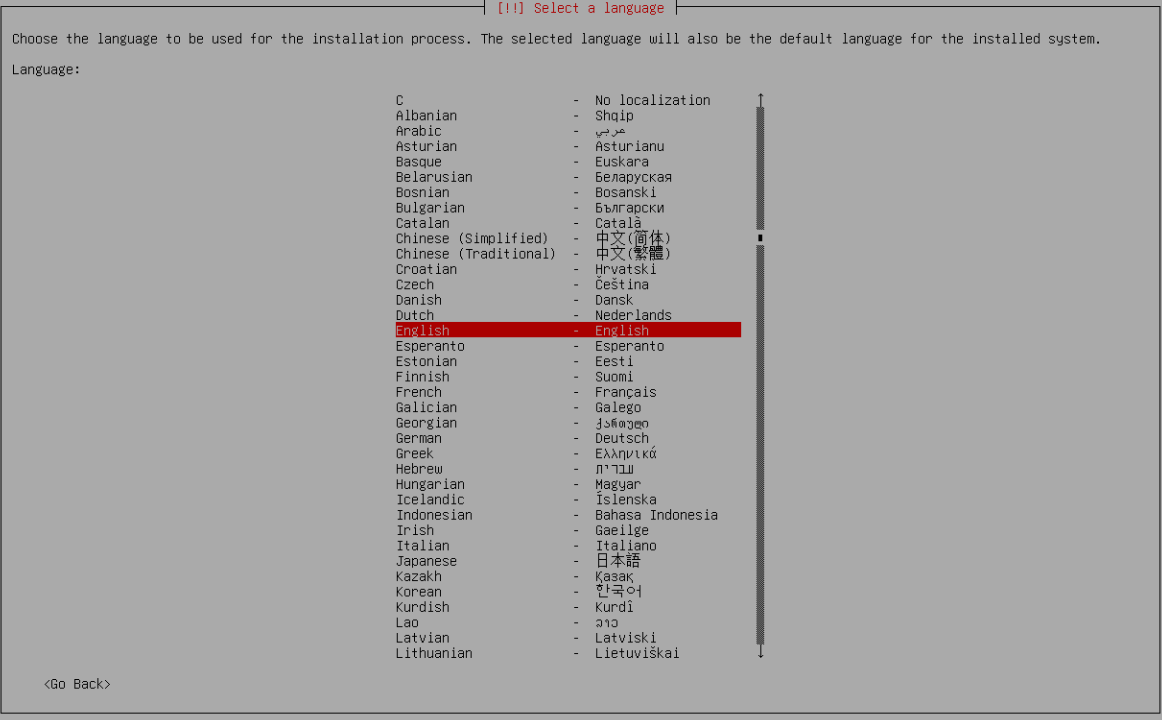 [!!] Select a language
Choose the language to be used for the installation process. The selected language will also be the default language for the installed system.
Language:
C - No localization
Albanian - Shqip
Arabic - عربي
Asturian - Asturianu
Basque - Euskara
Belarusian - Беларуская
Bosnian - Bosanski
Bulgarian - Български
Catalan - Català
Chinese (Simplified) - 中文(简体)
Chinese (Traditional) - 中文(繁體)
Croatian - Hrvatski
Czech - Čeština
Danish - Dansk
Dutch - Nederlands
English - English
Esperanto - Esperanto
Estonian - Eesti
Finnish - Suomi
French - Français
Galician - Galego
Georgian - ქართული
German - Deutsch
Greek - Ελληνικά
Hebrew - עברית
Hungarian - Magyar
Icelandic - Íslenska
Indonesian - Bahasa Indonesia
Irish - Gaeilge
Italian - Italiano
Japanese - 日本語
Kazakh - Қазақ
Korean - 한국어
Kurdish - Kurdî
Lao - ລາວ
Latvian - Latviski
Lithuanian - Lietuviškai
<Go Back>